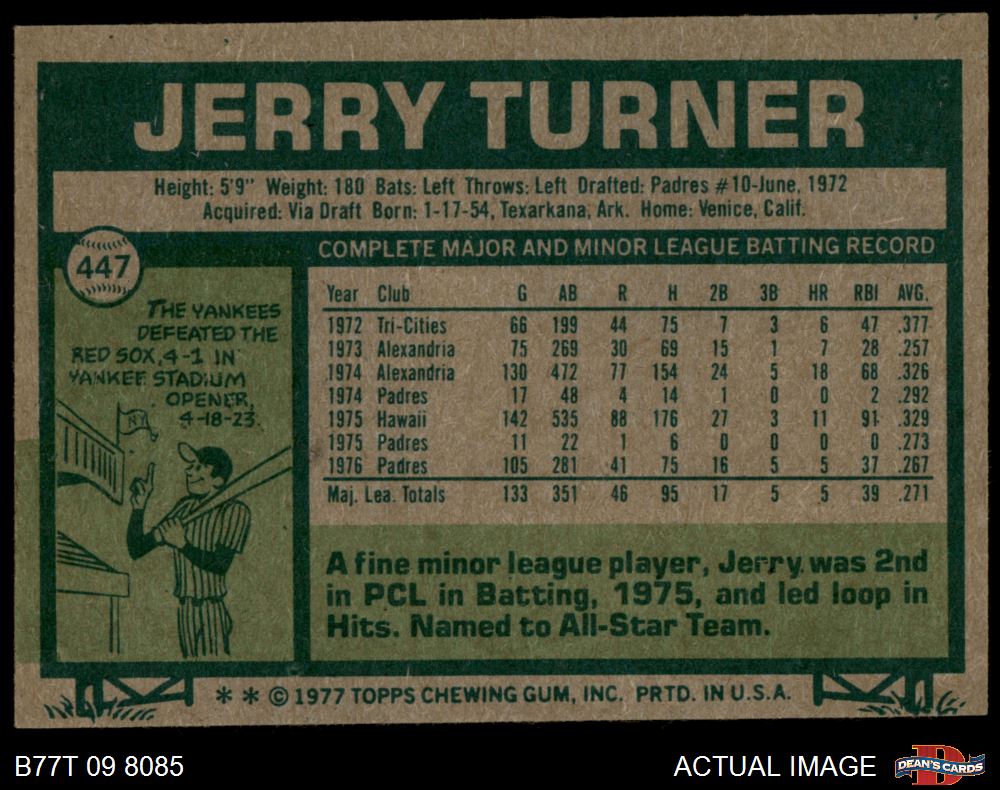 JERRY TURNER
Height: 5'9" Weight: 180 Bats: Left Throws: Left Drafted: Padres #10-June, 1972
Acquired: Via Draft Born: 1-17-54, Texarkana, Ark. Home: Venice, Calif.
447
THE YANKEES
DEFEATED THE
RED SOX, 4-1 IN
YANKEE STADIUM
OPENER,
4-18-23.
NY
COMPLETE MAJOR AND MINOR LEAGUE BATTING RECORD
Year Club G AB R H 2B 3B HR RBI AVG.
1972 Tri-Cities 66 199 44 75 7 3 6 47 .377
1973 Alexandria 75 269 30 69 15 1 7 28 .257
1974 Alexandria 130 472 77 154 24 5 18 68 .326
1974 Padres 17 48 4 14 1 0 0 2 .292
1975 Hawaii 142 535 88 176 27 3 11 91 .329
1975 Padres 11 22 1 6 0 0 0 0 .273
1976 Padres 105 281 41 75 16 5 5 37 .267
Maj. Lea. Totals 133 351 46 95 17 5 5 39 .271
A fine minor league player, Jerry was 2nd
in PCL in Batting, 1975, and led loop in
Hits. Named to All-Star Team.
* * © 1977 TOPPS CHEWING GUM, INC. PRTD. IN U.S.A.
B77T 09 8085
ACTUAL IMAGE
DEAN'S CARDS